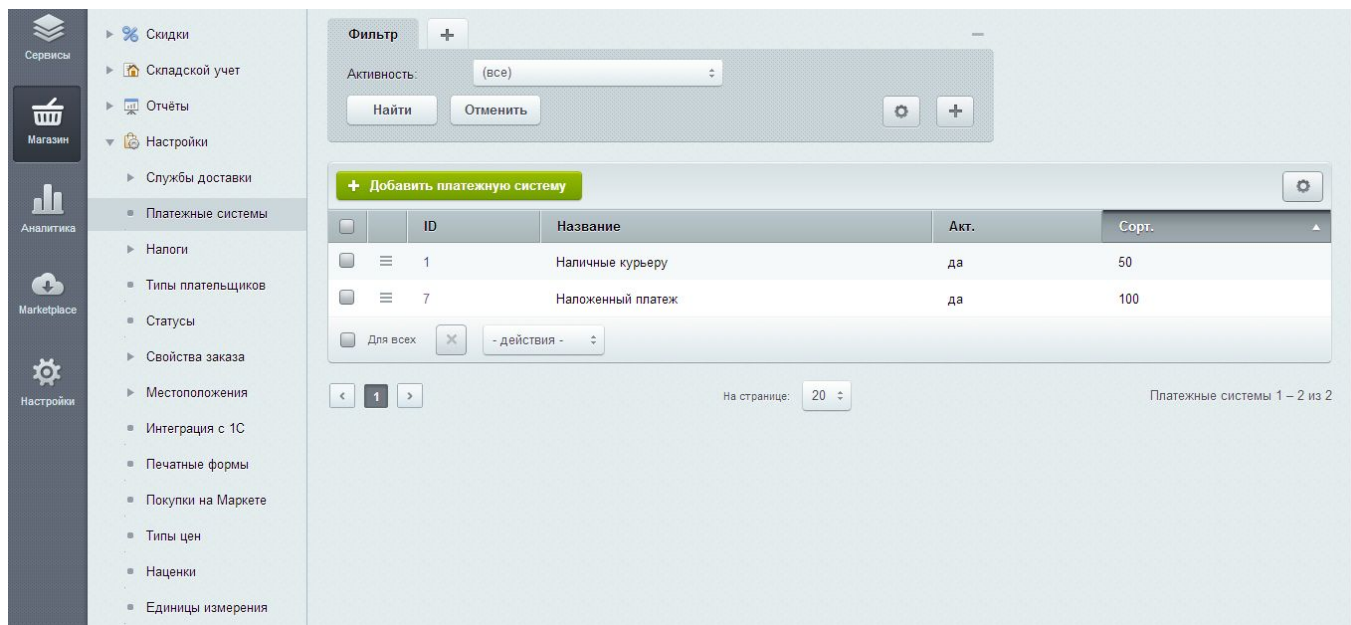 Сервисы
Магазин
Аналитика
Marketplace
Настройки
Скидки
Складской учет
Отчёты
Настройки
Службы доставки
Платежные системы
Налоги
Типы плательщиков
Статусы
Свойства заказа
Местоположения
Интеграция с 1С
Печатные формы
Покупки на Маркете
Типы цен
Наценки
Единицы измерения
Фильтр
Активность: (все)
Найти Отменить
+ Добавить платежную систему
ID Название Акт. Сорт.
1 Наличные курьеру да 50
7 Наложенный платеж да 100
Для всех - действия -
1 На странице: 20 Платежные системы 1 – 2 из 2